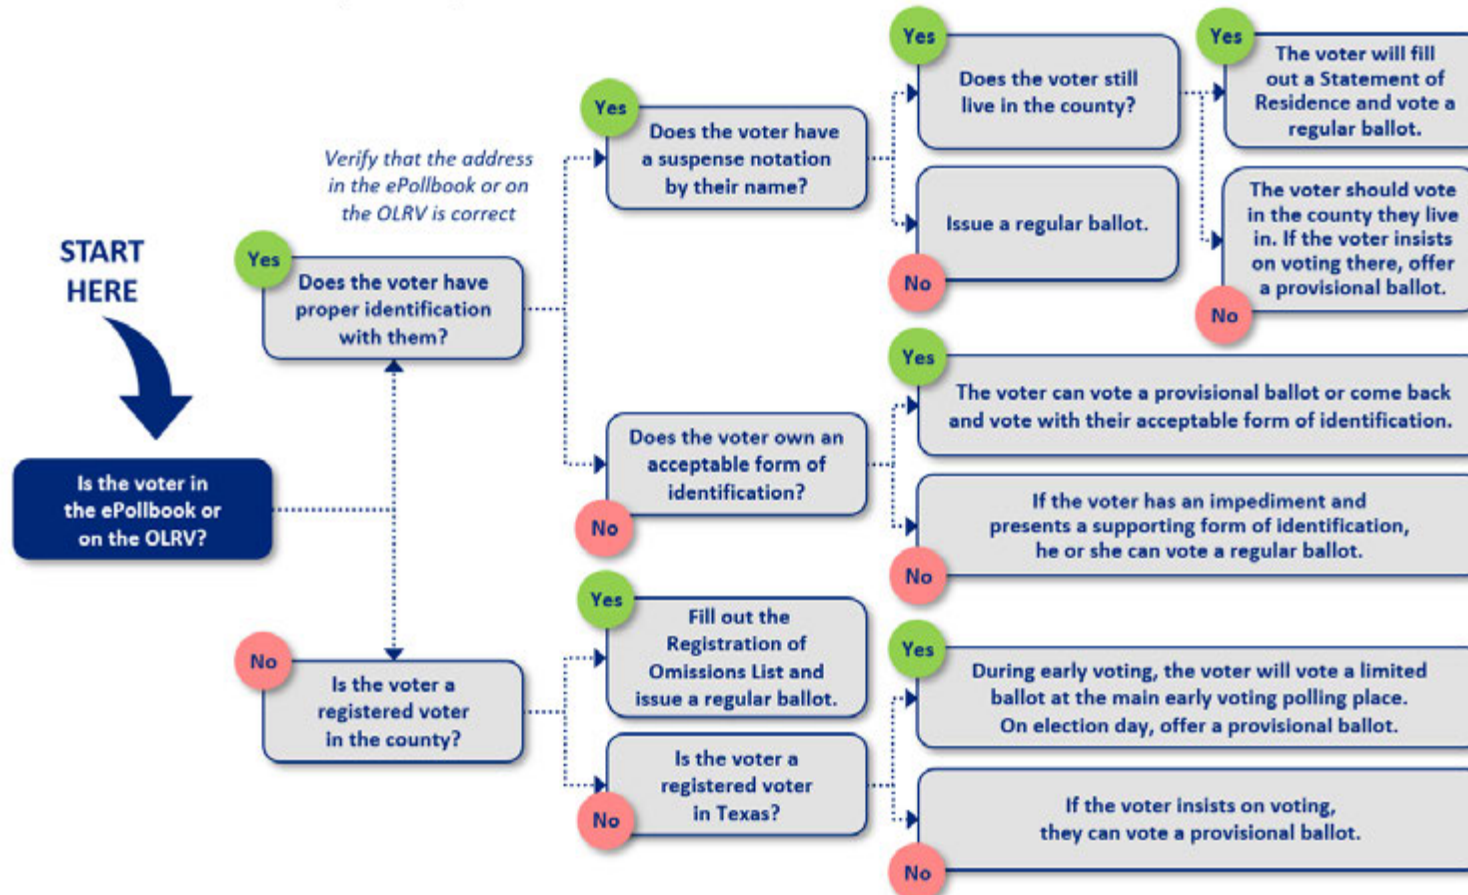 START
HERE
Is the voter in
the ePollbook or
on the OLRV?
Verify that the address
in the ePollbook or on
the OLRV is correct
Yes
Does the voter have
proper identification
with them?
No
Is the voter a
registered voter
in the county?
Yes
Does the voter have
a suspense notation
by their name?
No
Does the voter own an
acceptable form of
identification?
Yes
Fill out the
Registration of
Omissions List and
issue a regular ballot.
No
Is the voter a
registered voter
in Texas?
Yes
Does the voter still
live in the county?
No
Issue a regular ballot.
Yes
The voter will fill
out a Statement of
Residence and vote a
regular ballot.
No
The voter should vote
in the county they live
in. If the voter insists
on voting there, offer
a provisional ballot.
Yes
The voter can vote a provisional ballot or come back
and vote with their acceptable form of identification.
No
If the voter has an impediment and
presents a supporting form of identification,
he or she can vote a regular ballot.
Yes
During early voting, the voter will vote a limited
ballot at the main early voting polling place.
On election day, offer a provisional ballot.
No
If the voter insists on voting,
they can vote a provisional ballot.